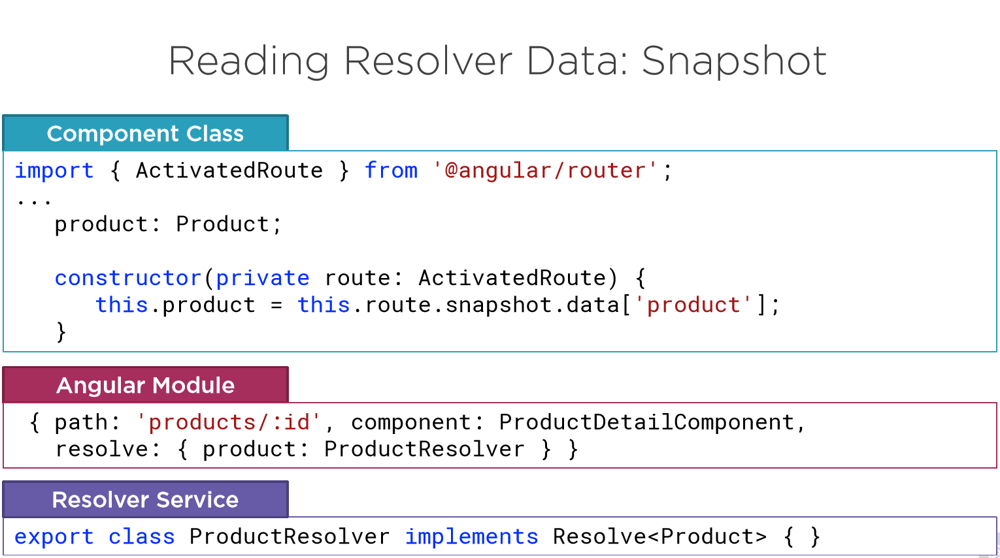 Reading Resolver Data: Snapshot
Component Class
import { ActivatedRoute } from '@angular/router';
...
product: Product;
constructor(private route: ActivatedRoute) {
this.product = this.route.snapshot.data['product'];
}
Angular Module
{ path: 'products/:id', component: ProductDetailComponent,
resolve: { product: ProductResolver } }
Resolver Service
export class ProductResolver implements Resolve<Product> { }